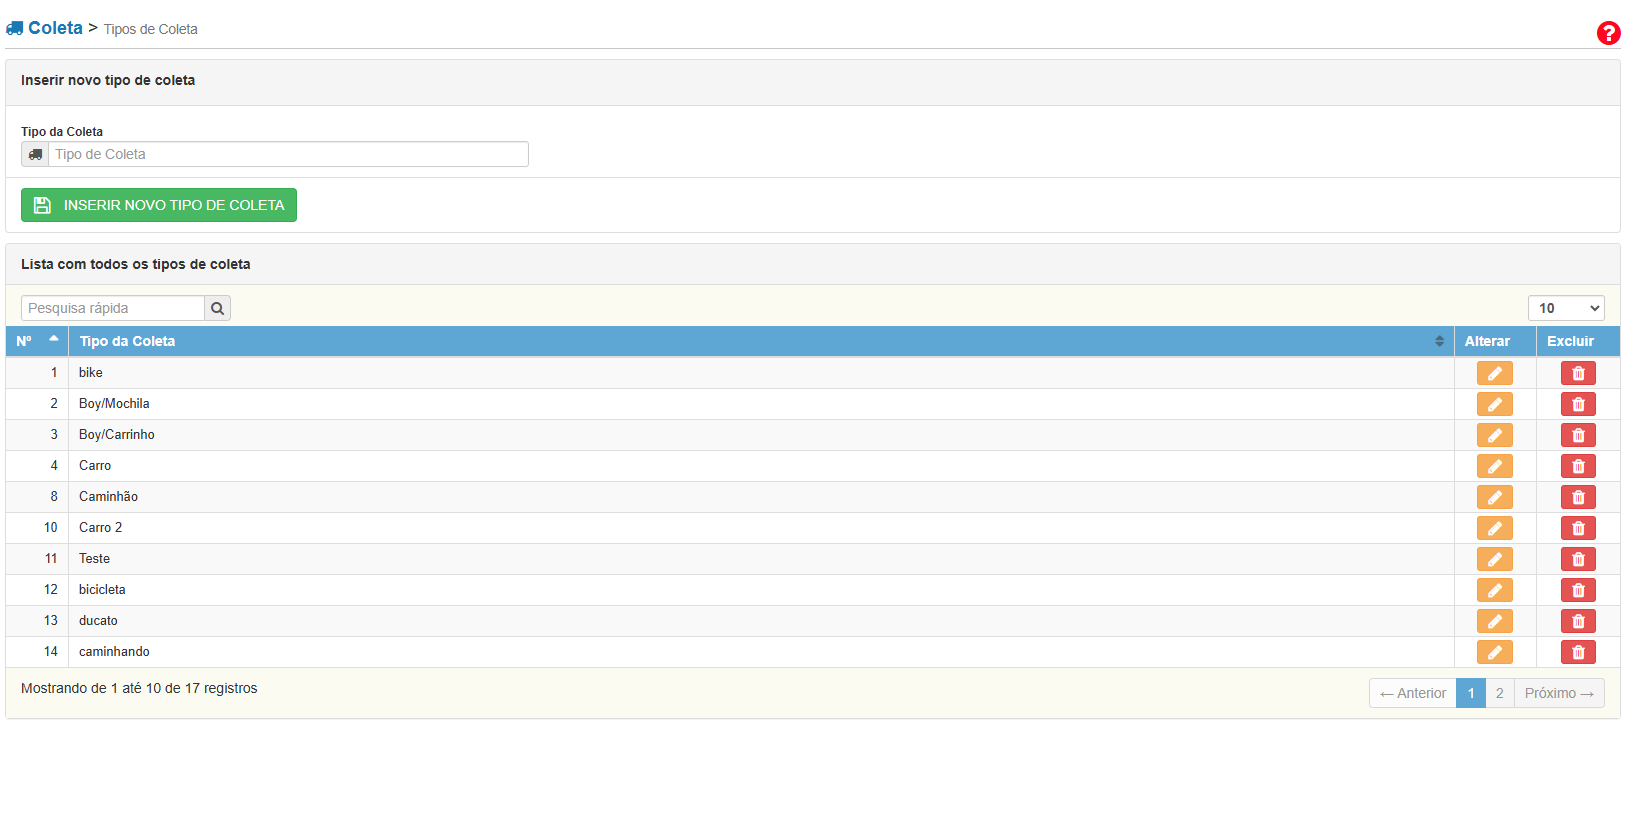 Coleta > Tipos de Coleta
?
Inserir novo tipo de coleta
Tipo da Coleta
Tipo de Coleta
INSERIR NOVO TIPO DE COLETA
Lista com todos os tipos de coleta
Pesquisa rápida 10
Nº Tipo da Coleta Alterar Excluir
1 bike
2 Boy/Mochila
3 Boy/Carrinho
4 Carro
8 Caminhão
10 Carro 2
11 Teste
12 bicicleta
13 ducato
14 caminhando
Mostrando de 1 até 10 de 17 registros ← Anterior 1 2 Próximo →